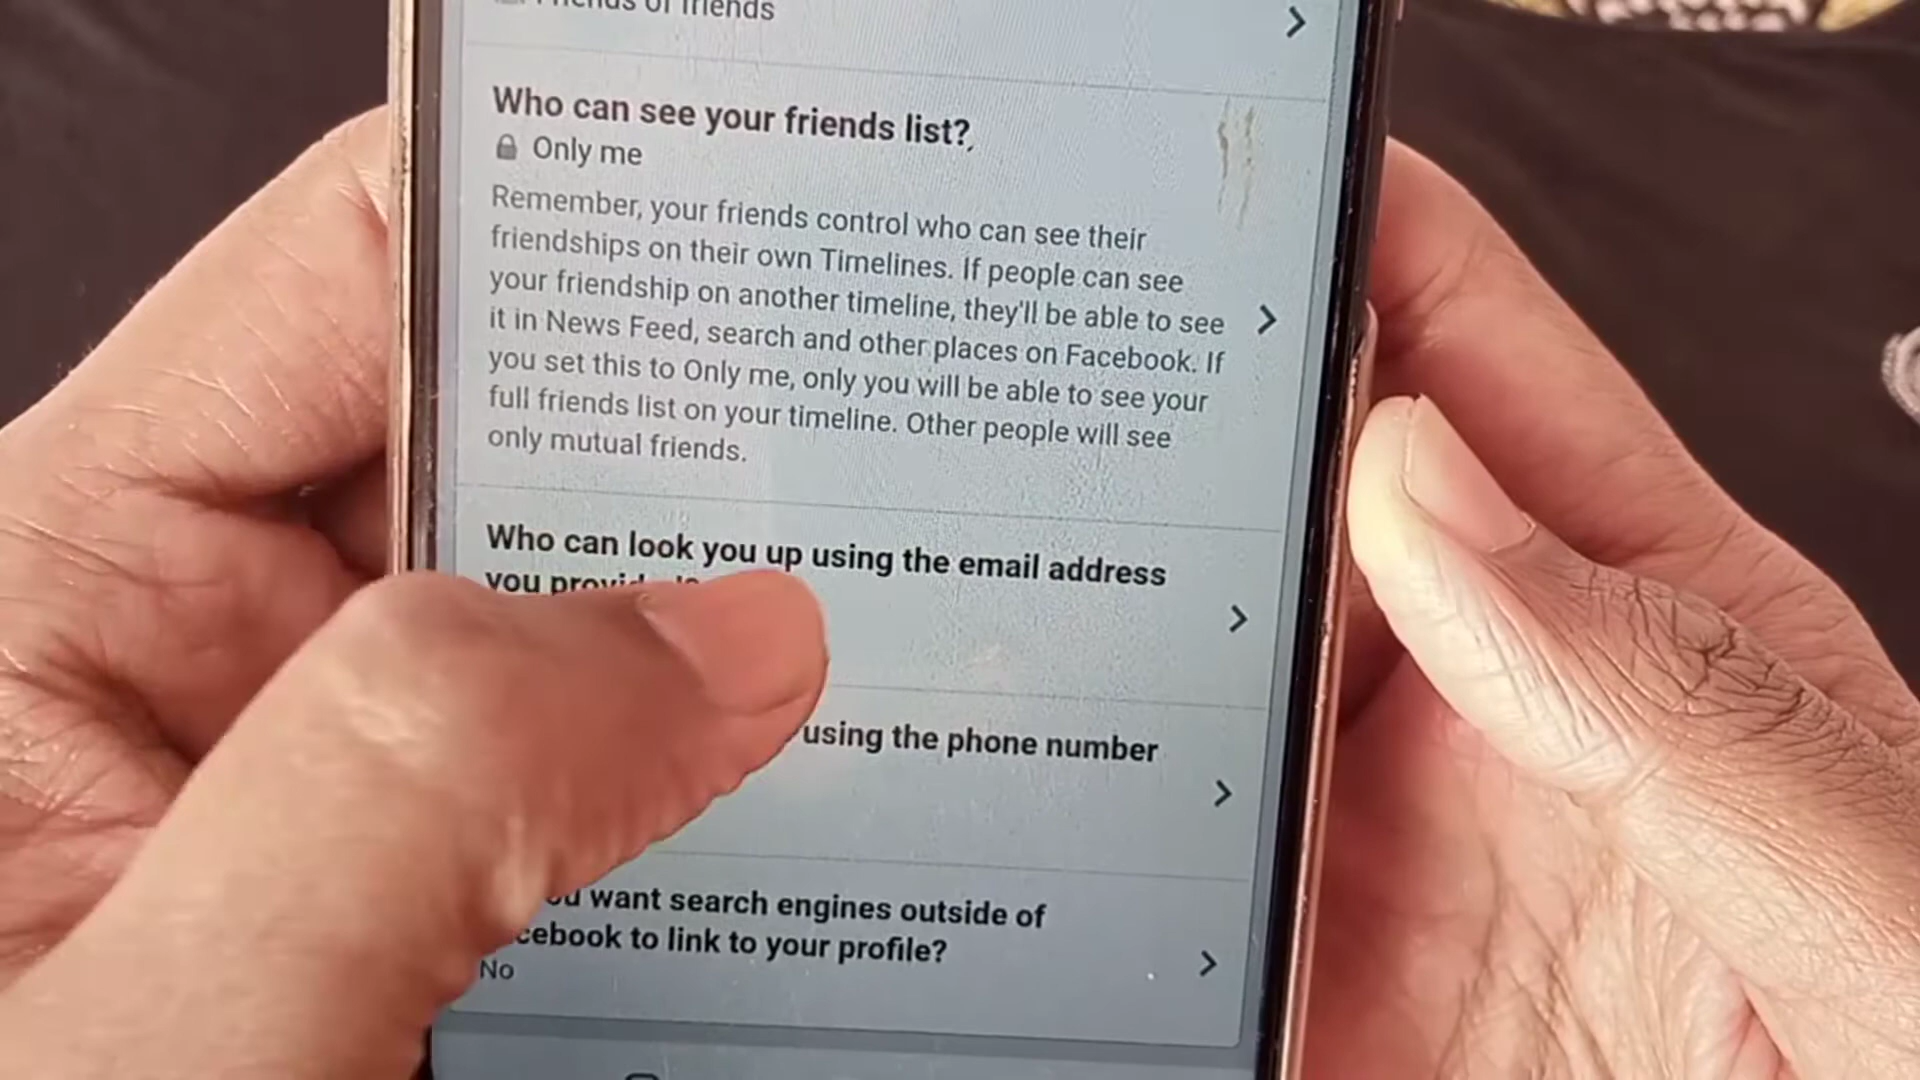 Friends of friends
Who can see your friends list?
Only me
Remember, your friends control who can see their
friendships on their own Timelines. If people can see
your friendship on another timeline, they'll be able to see
it in News Feed, search and other places on Facebook. If
you set this to Only me, only you will be able to see your
full friends list on your timeline. Other people will see
only mutual friends.
Who can look you up using the email address
you
using the phone number
want search engines outside of
cebook to link to your profile?
No